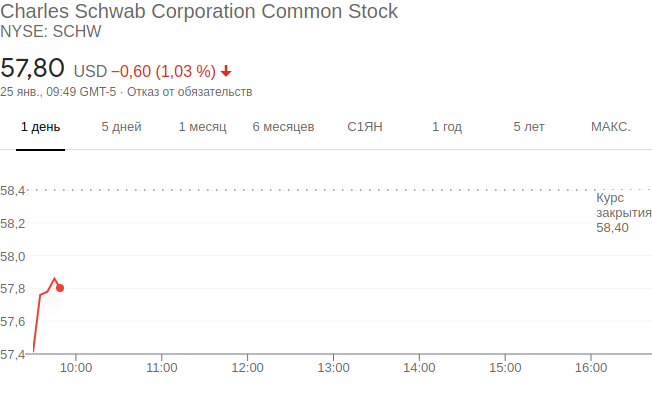 Charles Schwab Corporation Common Stock
NYSE: SCHW
57,80 USD −0,60 (1,03 %)
25 янв., 09:49 GMT-5 · Отказ от обязательств
1 день 5 дней 1 месяц 6 месяцев С1ЯН 1 год 5 лет МАКС.
58,4
Курс
закрытия
58,40
58,2
58,0
57,8
57,6
57,4
10:00 11:00 12:00 13:00 14:00 15:00 16:00